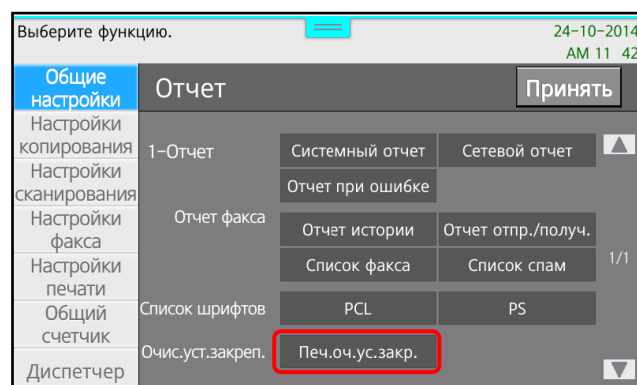 Выберите функцию.
24-10-2014
AM 11 42
Общие
настройки
Отчет
Принять
Настройки
копирования
Настройки
сканирования
Настройки
факса
Настройки
печати
Общий
счетчик
Диспетчер
1-Отчет
Системный отчет
Сетевой отчет
Отчет при ошибке
Отчет факса
Отчет истории
Отчет отпр./получ.
Список факса
Список спам
1/1
Список шрифтов
PCL
PS
Очис.уст.закреп.
Печ.оч.ус.закр.